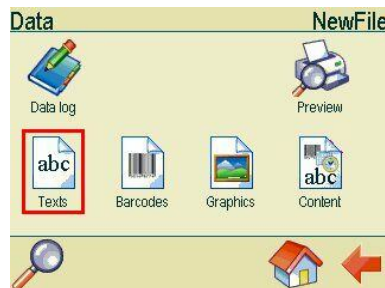 Data NewFile
Data log Preview
abc abc
Texts Barcodes Graphics Content